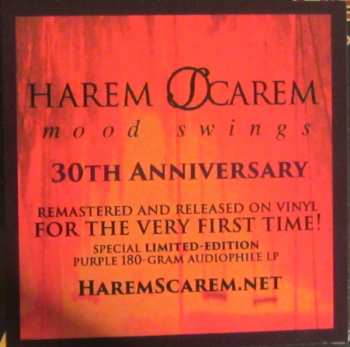 HAREM SCAREM
mood swings
30TH ANNIVERSARY
REMASTERED AND RELEASED ON VINYL
FOR THE VERY FIRST TIME!
SPECIAL LIMITED-EDITION
PURPLE 180-GRAM AUDIOPHILE LP
HAREMSCAREM.NET